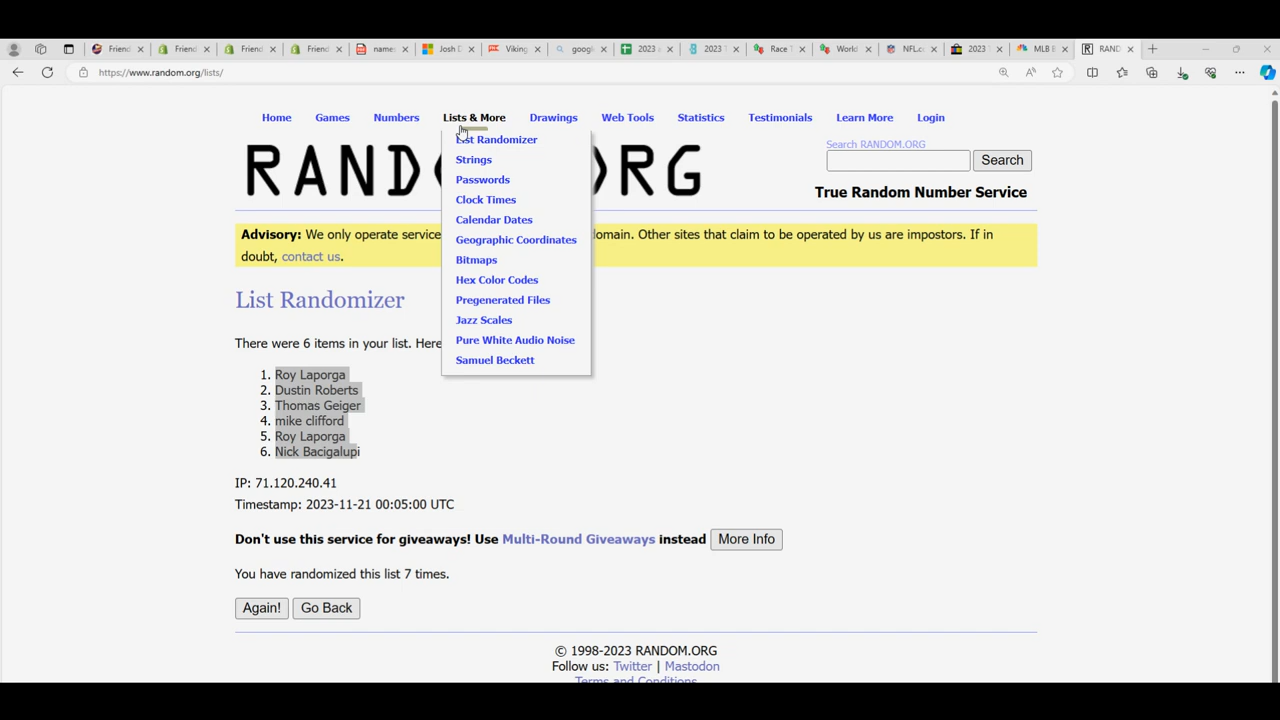 Friend
Friend
Friend
Friend
names
Josh D
Viking
googl
2023 a
2023 T
Race T
World
NFL.c
2023
MLB E
RAND
https://www.random.org/lists/
Home Games Numbers Lists & More Drawings Web Tools Statistics Testimonials Learn More Login
List Randomizer
Strings
Passwords
Clock Times
Calendar Dates
Geographic Coordinates
Bitmaps
Hex Color Codes
Pregenerated Files
Jazz Scales
Pure White Audio Noise
Samuel Beckett
RAND RG
Search RANDOM.ORG
Search
True Random Number Service
Advisory: We only operate service omain. Other sites that claim to be operated by us are impostors. If in
doubt, contact us.
List Randomizer
There were 6 items in your list. Here
1. Roy Laporga
2. Dustin Roberts
3. Thomas Geiger
4. mike clifford
5. Roy Laporga
6. Nick Bacigalupi
IP: 71.120.240.41
Timestamp: 2023-11-21 00:05:00 UTC
Don't use this service for giveaways! Use Multi-Round Giveaways instead More Info
You have randomized this list 7 times.
Again! Go Back
© 1998-2023 RANDOM.ORG
Follow us: Twitter | Mastodon
Terms and Conditions